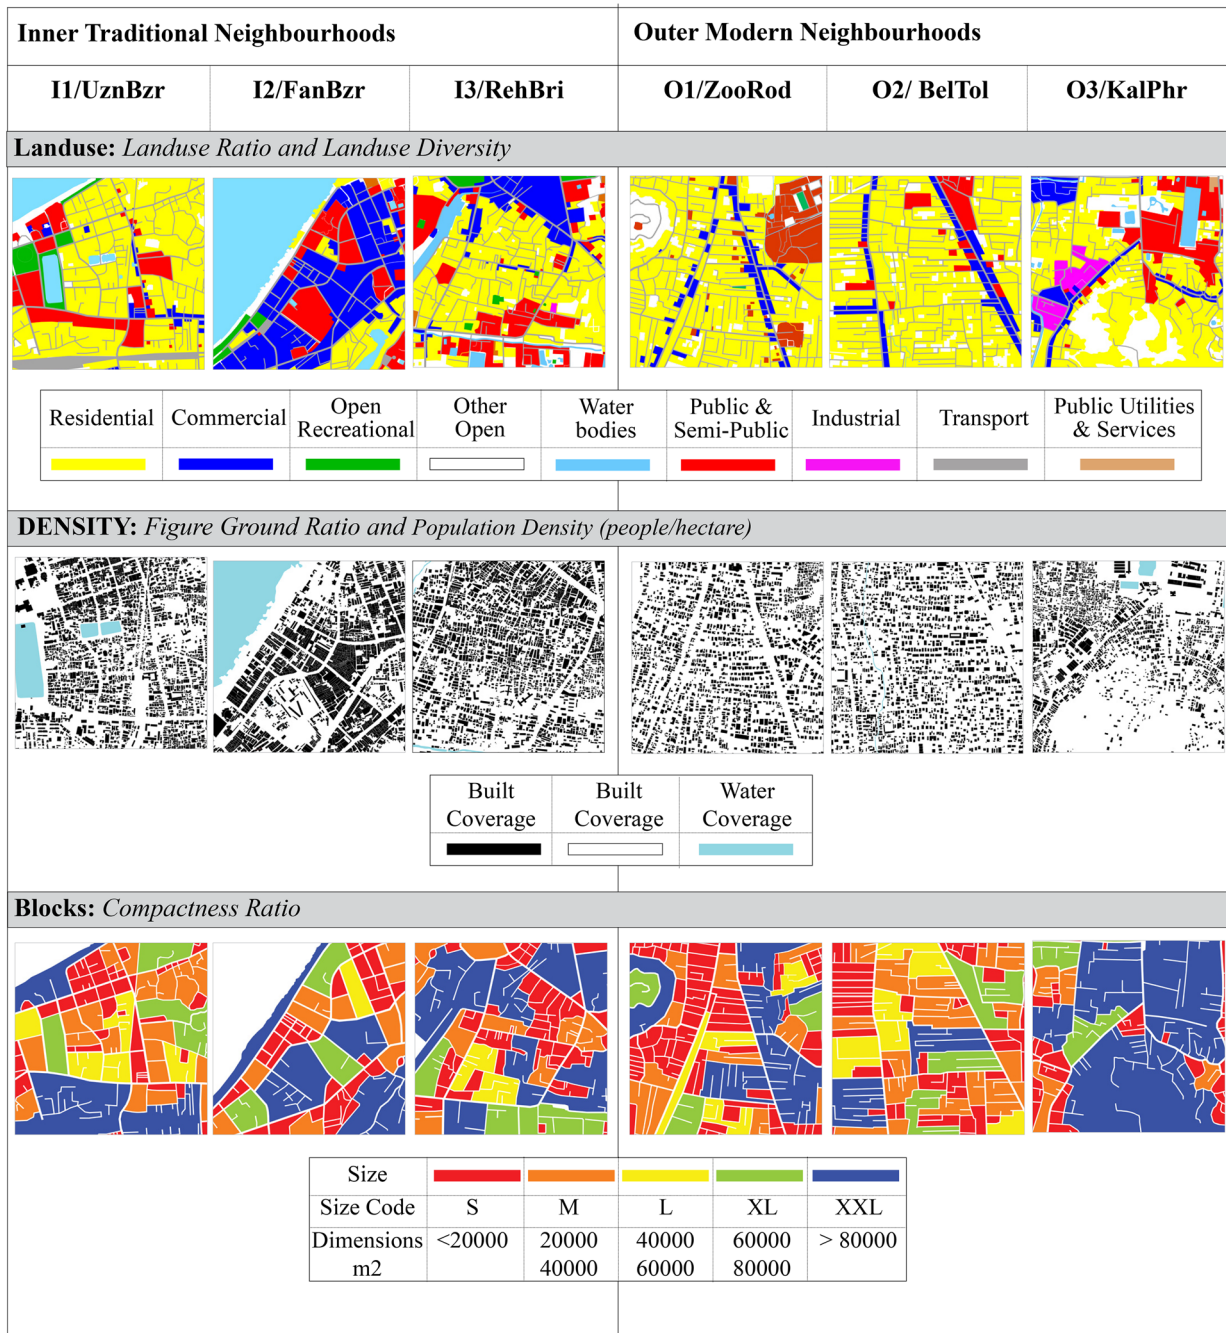 Inner Traditional Neighbourhoods
Outer Modern Neighbourhoods
I1/UznBzr
I2/FanBzr
I3/RehBri
O1/ZooRod
O2/ BelTol
O3/KalPhr
Landuse: Landuse Ratio and Landuse Diversity
Residential
Commercial
Open
Recreational
Other
Open
Water
bodies
Public &
Semi-Public
Industrial
Transport
Public Utilities
& Services
DENSITY: Figure Ground Ratio and Population Density (people/hectare)
Built
Coverage
Built
Coverage
Water
Coverage
Blocks: Compactness Ratio
Size
Size Code
S
M
L
XL
XXL
Dimensions
m2
<20000
20000
40000
40000
60000
60000
80000
> 80000